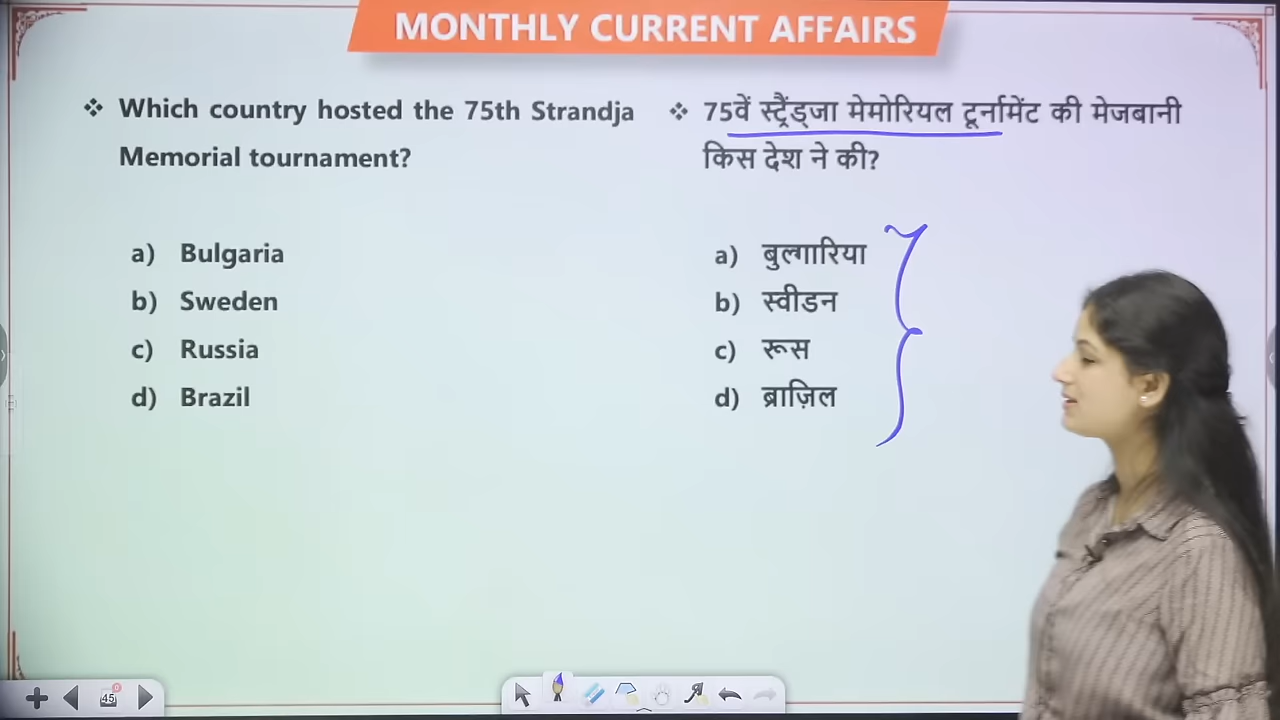 MONTHLY CURRENT AFFAIRS
❖ Which country hosted the 75th Strandja
Memorial tournament?
a) Bulgaria
b) Sweden
c) Russia
d) Brazil
❖ 75वें स्ट्रैंड्जा मेमोरियल टूर्नामेंट की मेजबानी
किस देश ने की?
a) बुल्गारिया
b) स्वीडन
c) रूस
d) ब्राज़िल
45